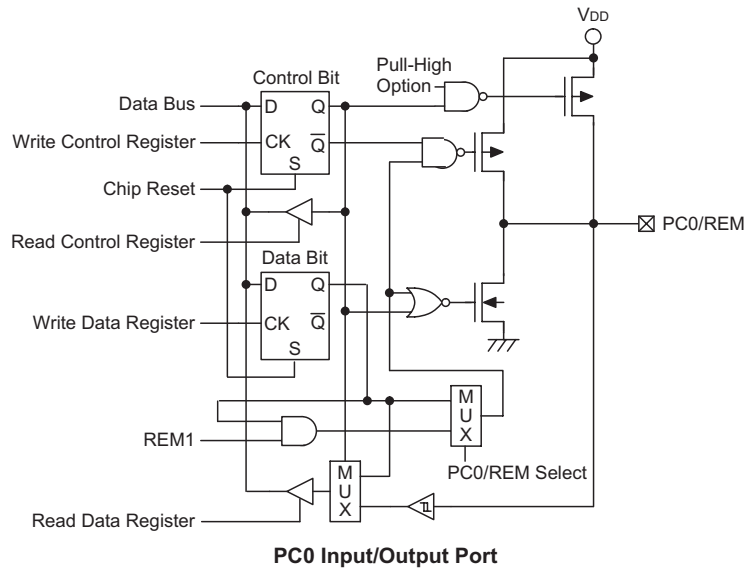 VDD
Control Bit
Pull-High
Option
Data Bus
D
Q
Write Control Register
CK
Q
S
Chip Reset
Read Control Register
PC0/REM
Data Bit
D
Q
Write Data Register
CK
Q
S
M
U
X
REM1
PC0/REM Select
M
U
X
Read Data Register
PC0 Input/Output Port